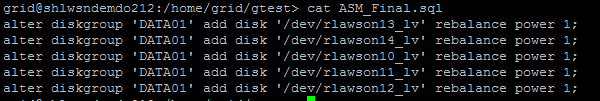 grid@shlwsndemdo212:/home/grid/gtest> cat ASM_Final.sql
alter diskgroup 'DATA01' add disk '/dev/rlawson13_lv' rebalance power 1;
alter diskgroup 'DATA01' add disk '/dev/rlawson14_lv' rebalance power 1;
alter diskgroup 'DATA01' add disk '/dev/rlawson10_lv' rebalance power 1;
alter diskgroup 'DATA01' add disk '/dev/rlawson11_lv' rebalance power 1;
alter diskgroup 'DATA01' add disk '/dev/rlawson12_lv' rebalance power 1;